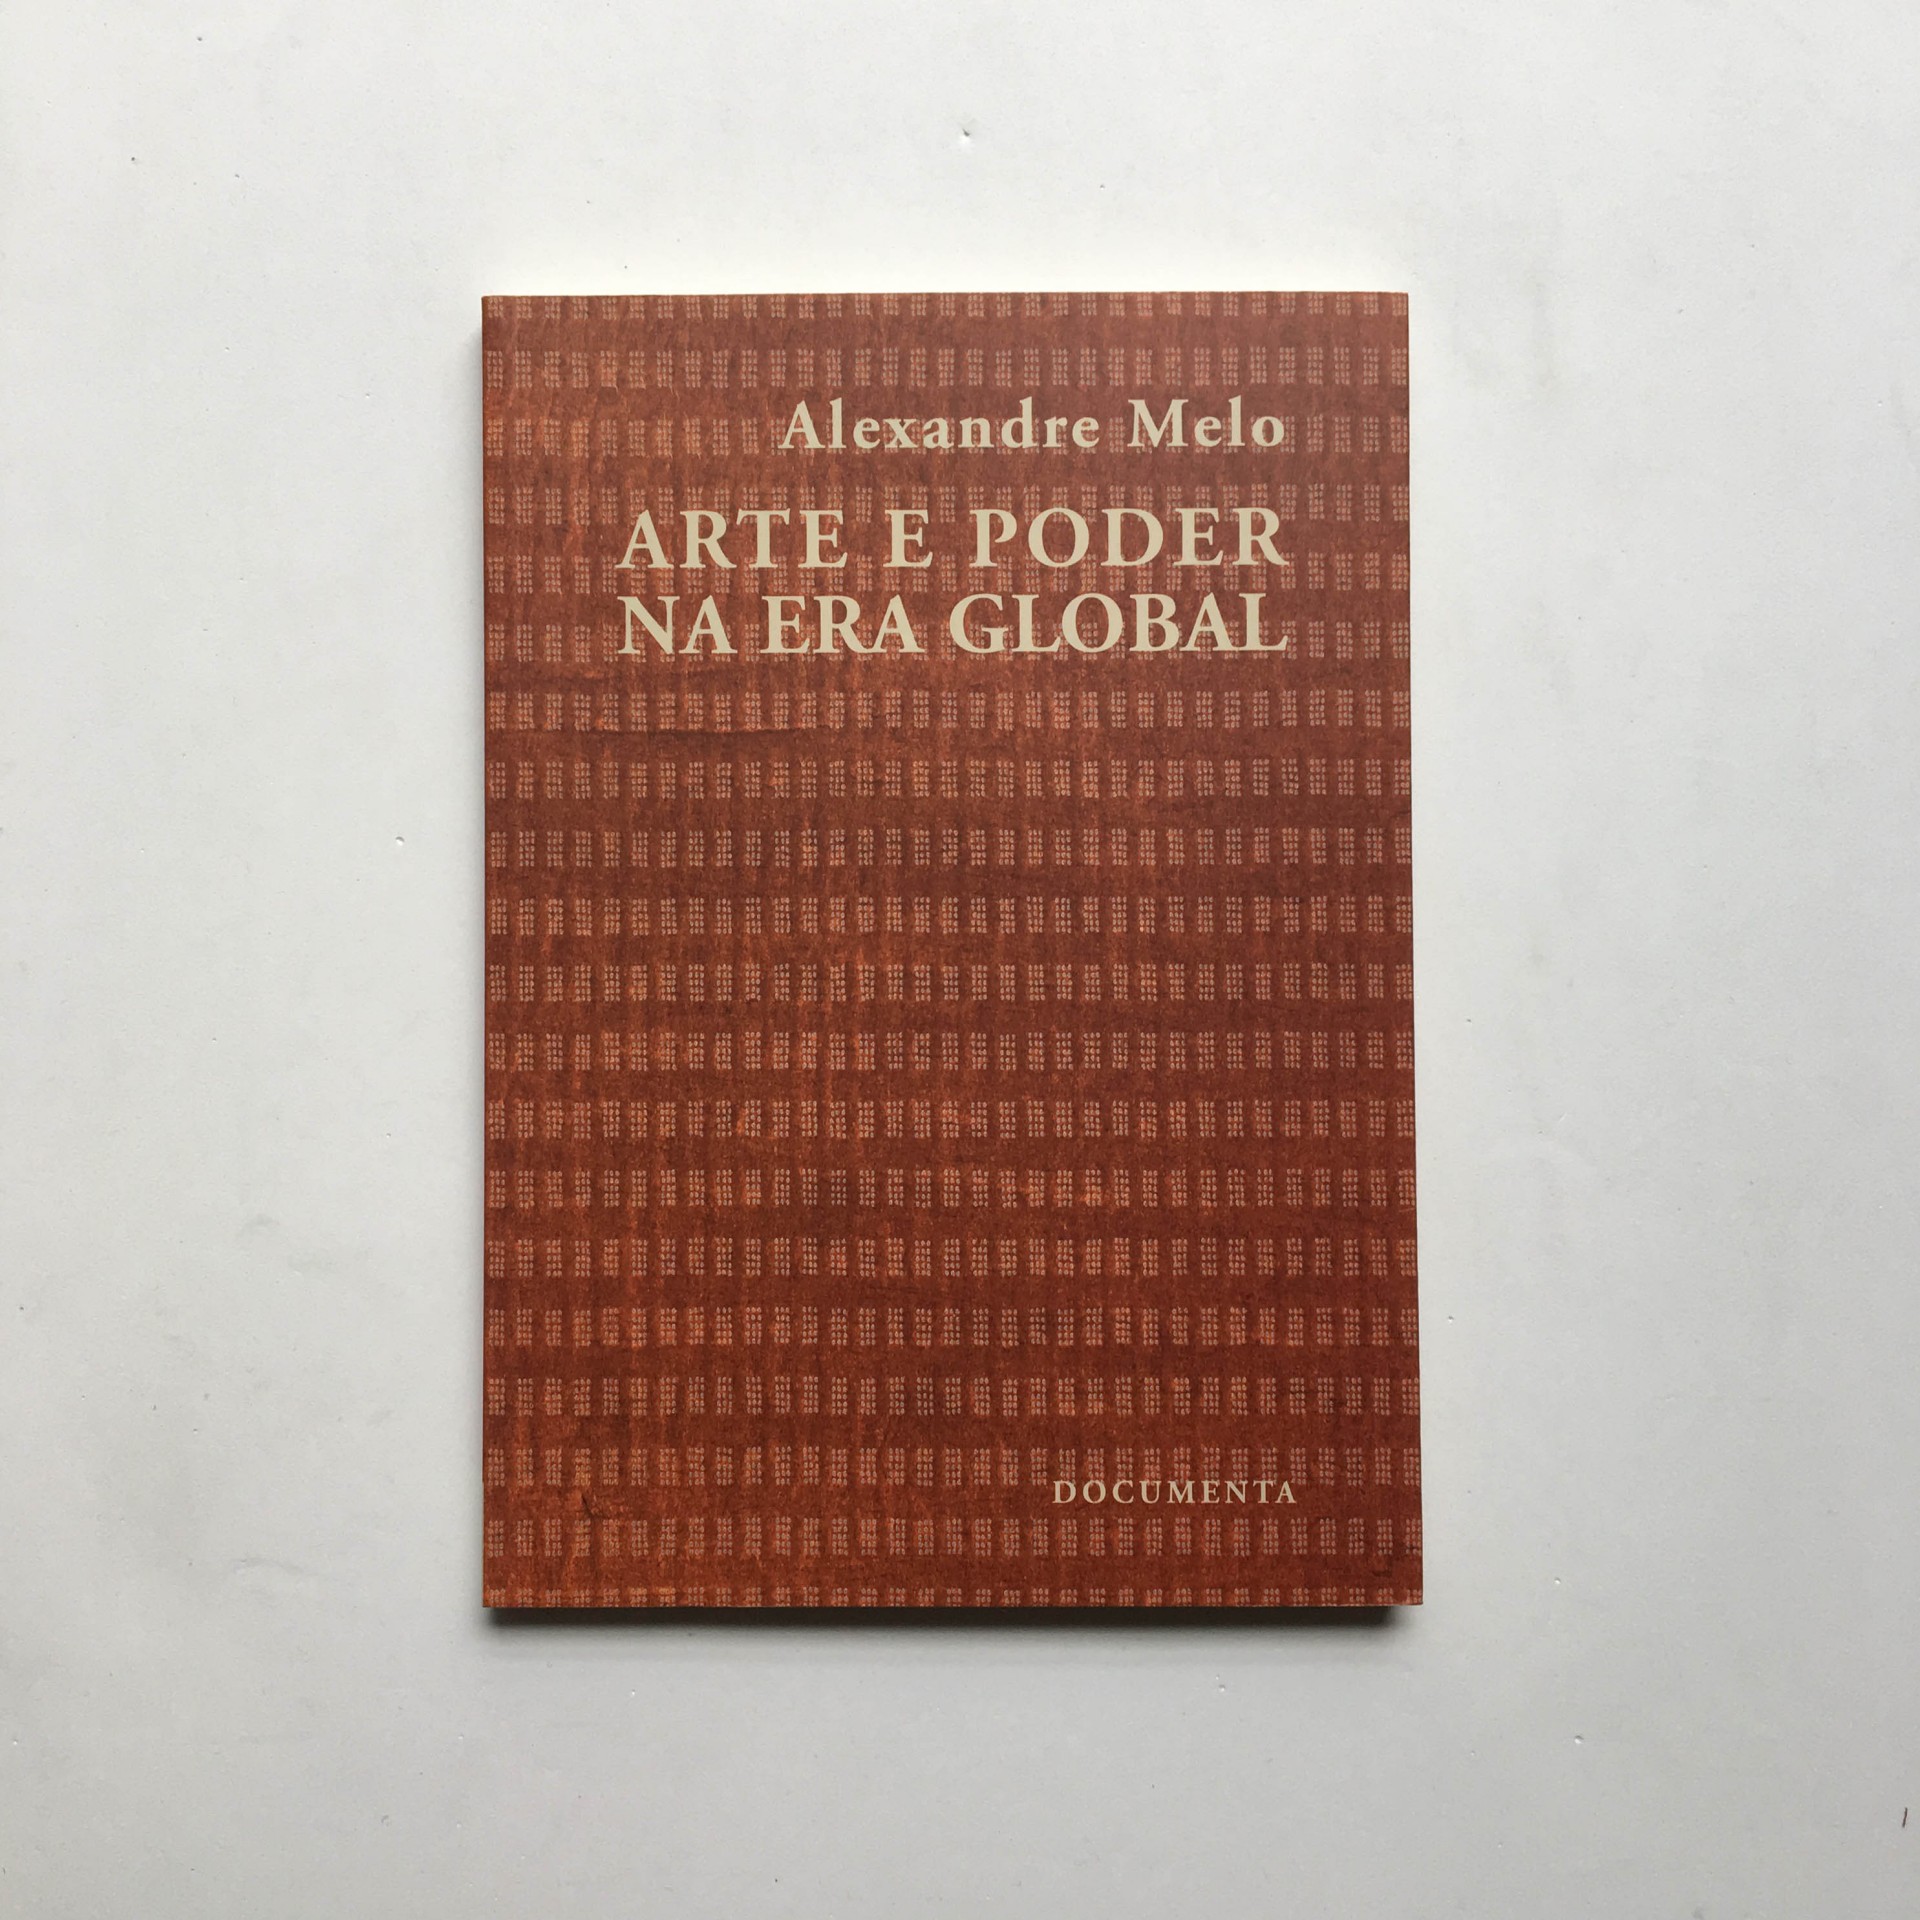 Alexandre Melo
ARTE E PODER
NA ERA GLOBAL
DOCUMENTA